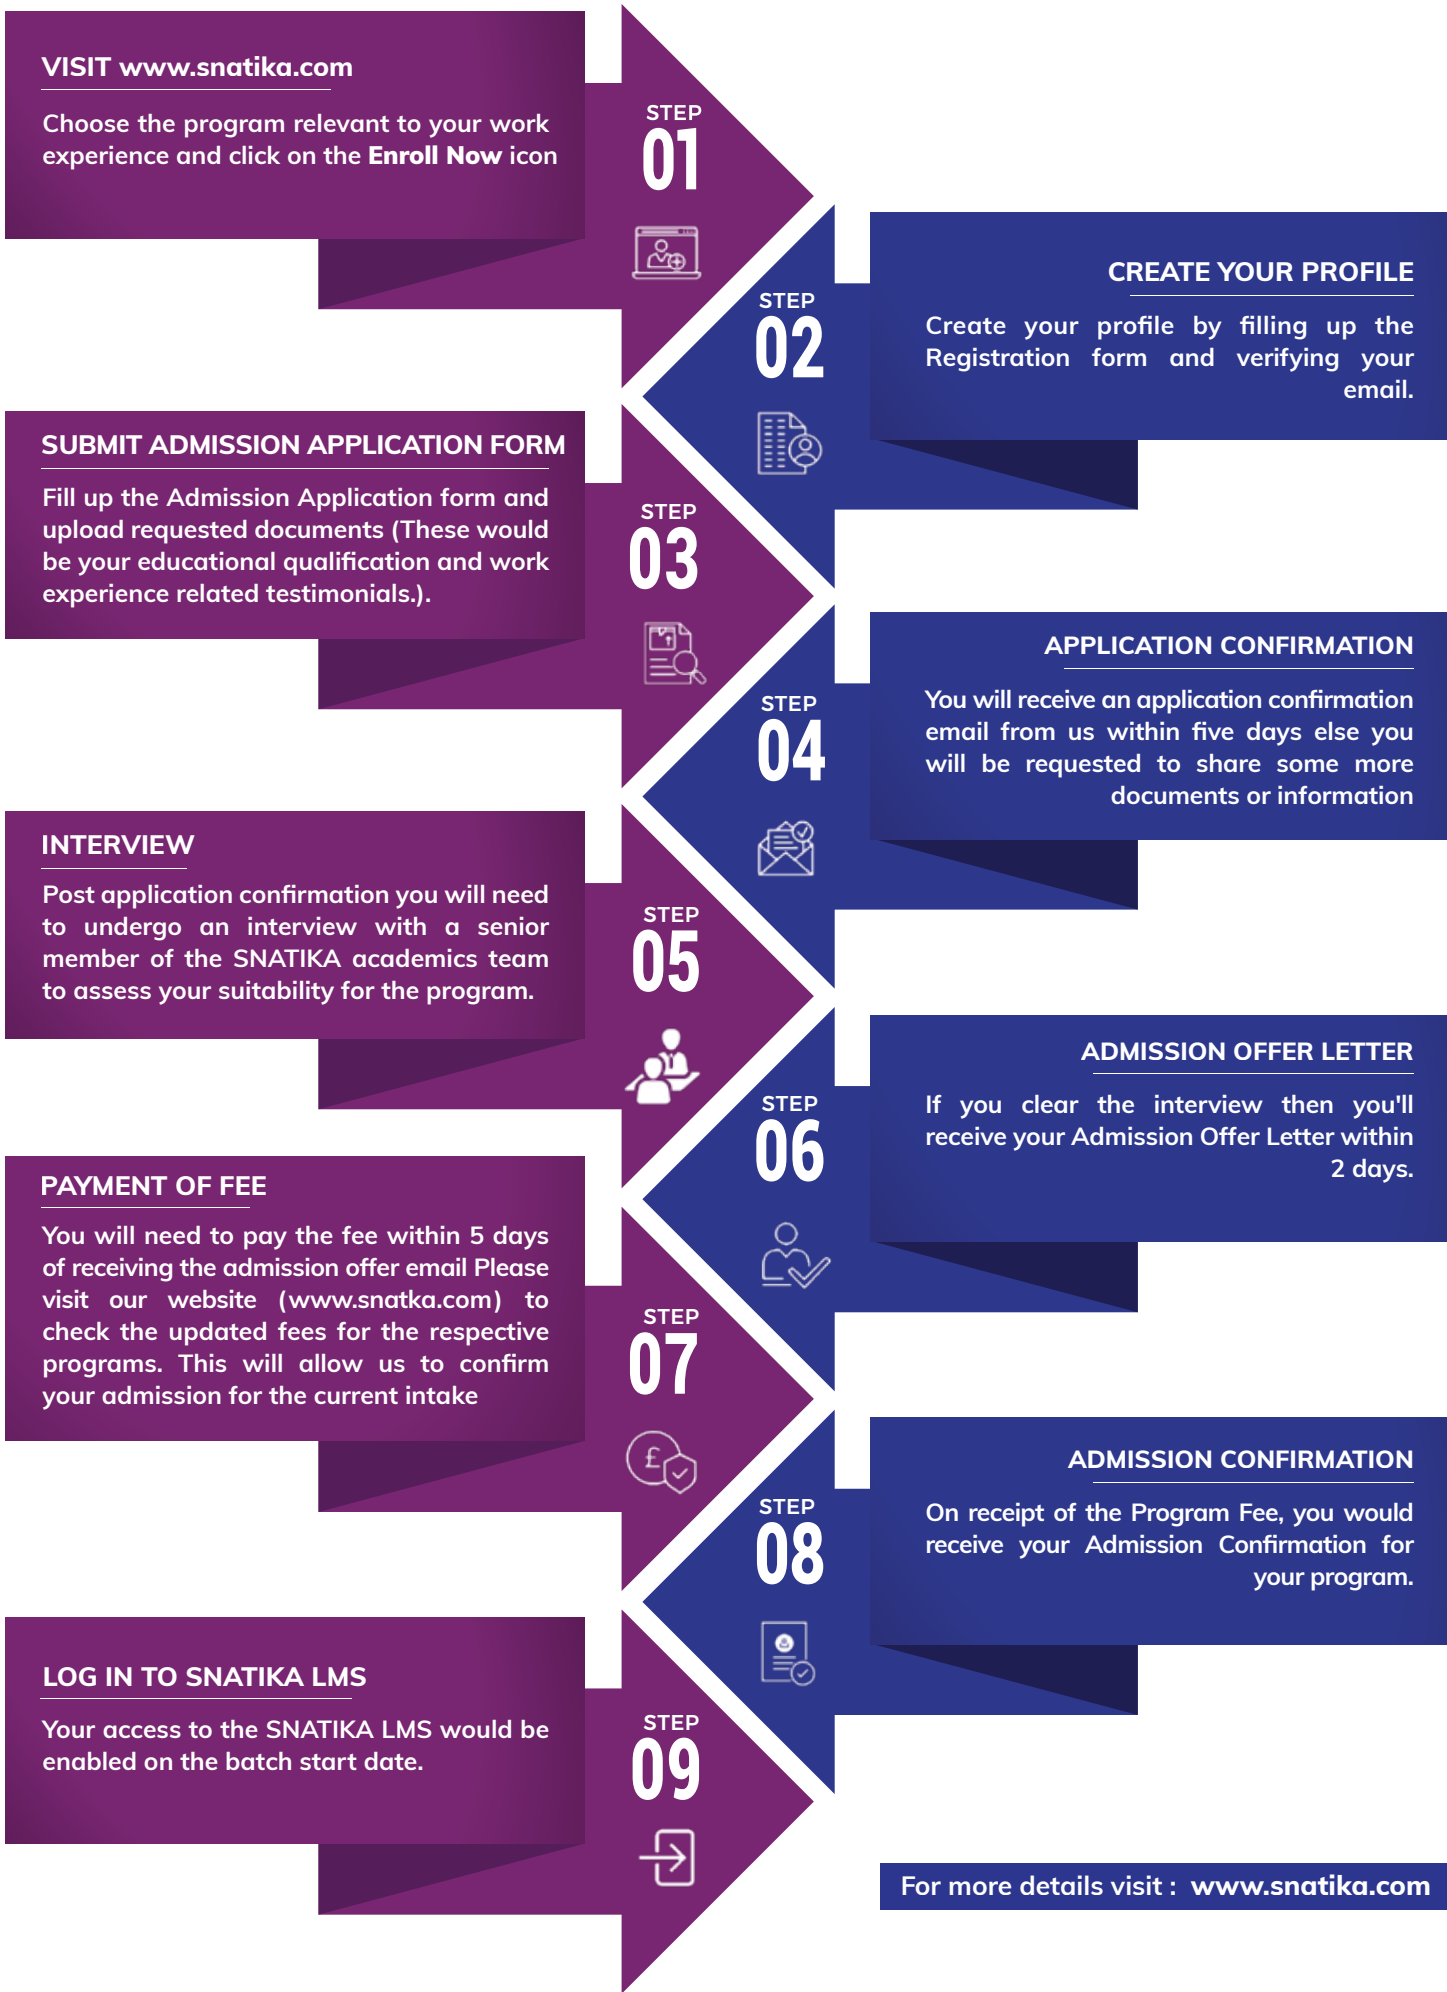 VISIT www.snatika.com
Choose the program relevant to your work
experience and click on the Enroll Now icon
STEP
01
CREATE YOUR PROFILE
Create your profile by filling up the
Registration form and verifying your
email.
STEP
02
SUBMIT ADMISSION APPLICATION FORM
Fill up the Admission Application form and
upload requested documents (These would
be your educational qualification and work
experience related testimonials.).
STEP
03
APPLICATION CONFIRMATION
You will receive an application confirmation
email from us within five days else you
will be requested to share some more
documents or information
STEP
04
INTERVIEW
Post application confirmation you will need
to undergo an interview with a senior
member of the SNATIKA academics team
to assess your suitability for the program.
STEP
05
ADMISSION OFFER LETTER
If you clear the interview then you'll
receive your Admission Offer Letter within
2 days.
STEP
06
PAYMENT OF FEE
You will need to pay the fee within 5 days
of receiving the admission offer email Please
visit our website (www.snatka.com) to
check the updated fees for the respective
programs. This will allow us to confirm
your admission for the current intake
STEP
07
£
ADMISSION CONFIRMATION
On receipt of the Program Fee, you would
receive your Admission Confirmation for
your program.
STEP
08
LOG IN TO SNATIKA LMS
Your access to the SNATIKA LMS would be
enabled on the batch start date.
STEP
09
For more details visit : www.snatika.com